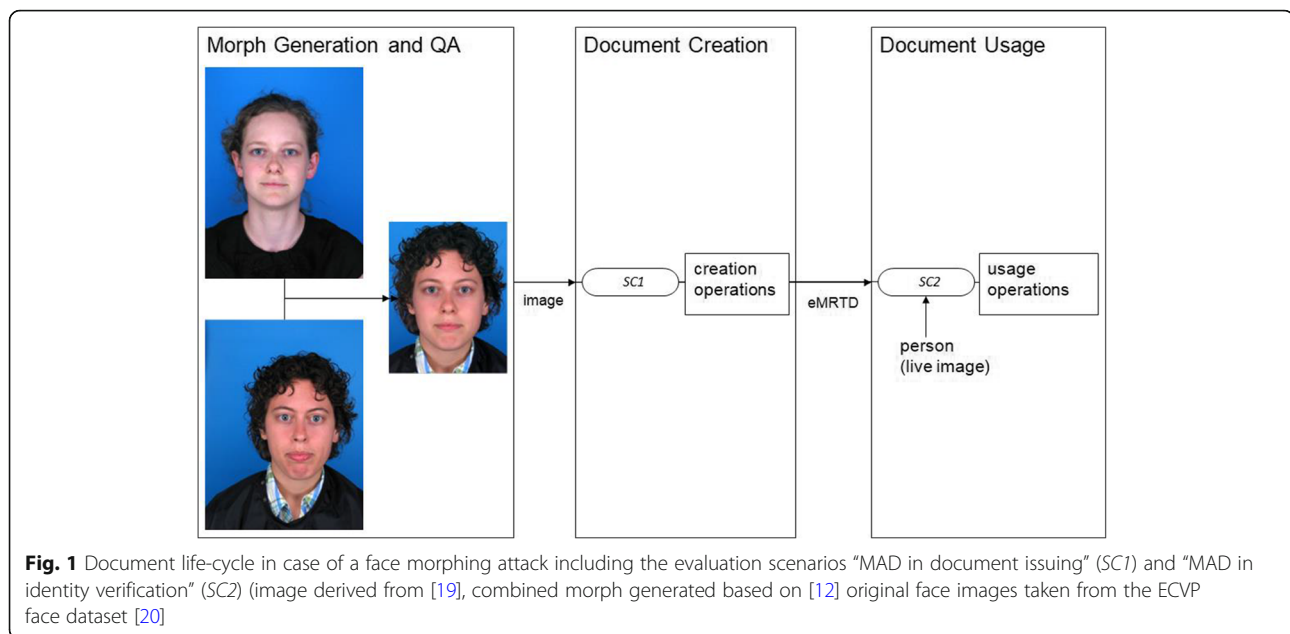 Morph Generation and QA
Document Creation
Document Usage
image
SC1
creation
operations
eMRTD
SC2
usage
operations
person
(live image)
Fig. 1 Document life-cycle in case of a face morphing attack including the evaluation scenarios “MAD in document issuing” (SC1) and “MAD in
identity verification” (SC2) (image derived from [19], combined morph generated based on [12] original face images taken from the ECVP
face dataset [20]